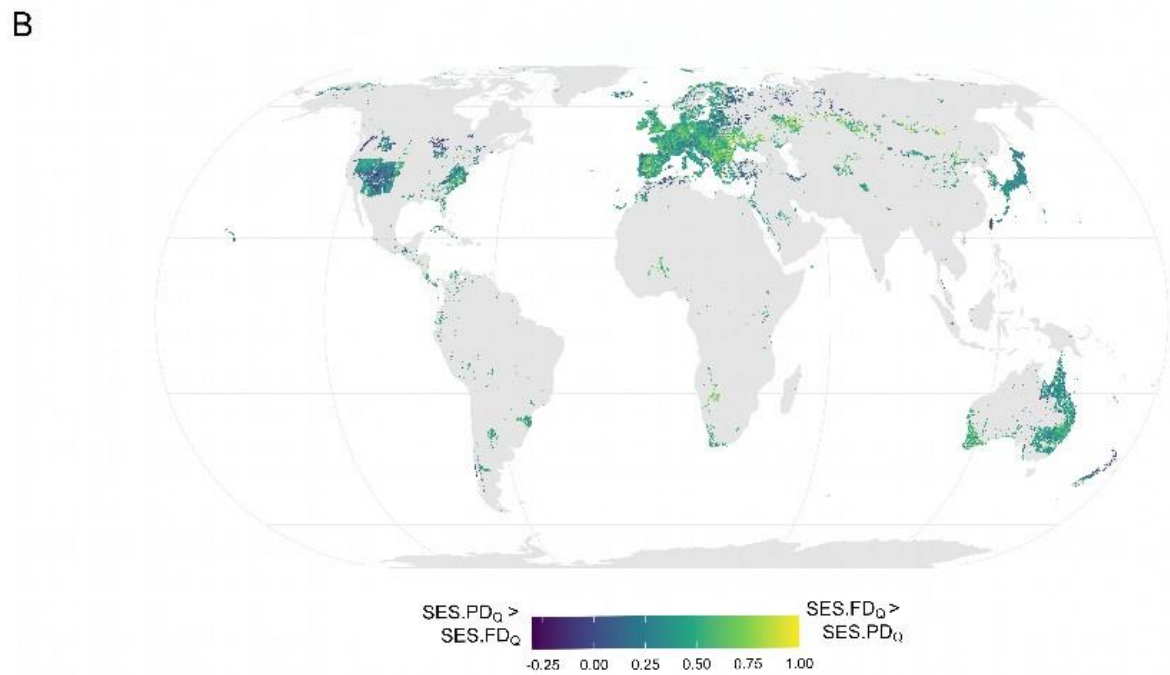 B
SES.PDQ >
SES.FDQ
SES.FDQ >
SES.PDQ
-0.25 0.00 0.25 0.50 0.75 1.00